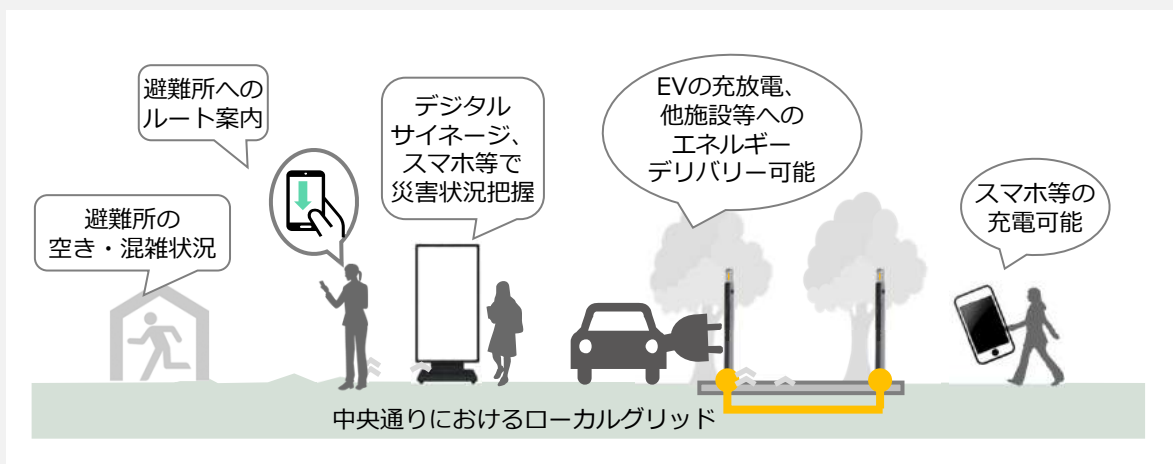 避難所への
ルート案内
避難所の
空き・混雑状況
デジタル
サイネージ、
スマホ等で
災害状況把握
EVの充放電、
他施設等への
エネルギー
デリバリー可能
スマホ等の
充電可能
中央通りにおけるローカルグリッド